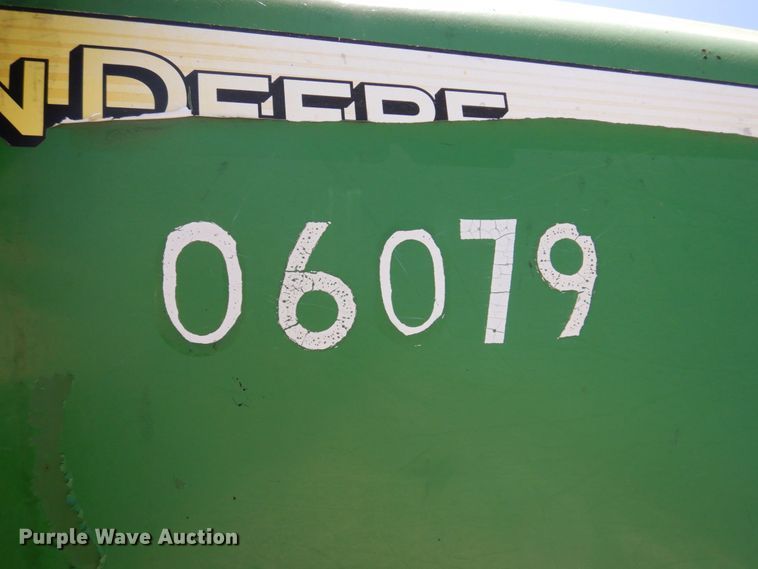 N DEERE
06079
Purple Wave Auction